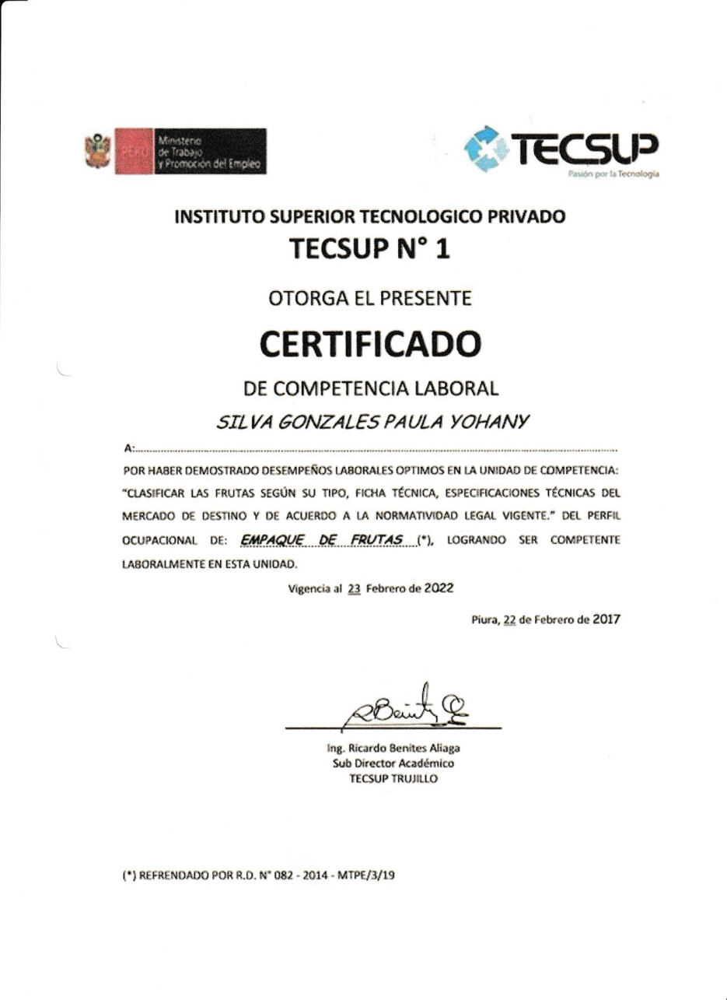 PERÚ
Ministerio
de Trabajo
y Promoción del Empleo
TECSUP
Pasión por la Tecnología
INSTITUTO SUPERIOR TECNOLOGICO PRIVADO
TECSUP N° 1
OTORGA EL PRESENTE
CERTIFICADO
DE COMPETENCIA LABORAL
SILVA GONZALES PAULA YOHANY
A:
POR HABER DEMOSTRADO DESEMPEÑOS LABORALES OPTIMOS EN LA UNIDAD DE COMPETENCIA:
"CLASIFICAR LAS FRUTAS SEGÚN SU TIPO, FICHA TÉCNICA, ESPECIFICACIONES TÉCNICAS DEL
MERCADO DE DESTINO Y DE ACUERDO A LA NORMATIVIDAD LEGAL VIGENTE." DEL PERFIL
OCUPACIONAL DE: EMPAQUE DE FRUTAS (*), LOGRANDO SER COMPETENTE
LABORALMENTE EN ESTA UNIDAD.
Vigencia al 23 Febrero de 2022
Piura, 22 de Febrero de 2017
Ing. Ricardo Benites Aliaga
Sub Director Académico
TECSUP TRUJILLO
(*) REFRENDADO POR R.D. N° 082 - 2014 - MTPE/3/19